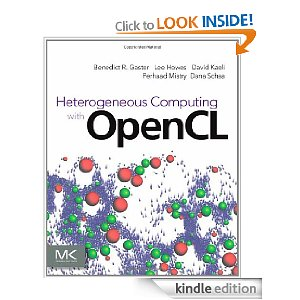 Click to
LOOK INSIDE!
Benedict R. Gaster Lee Howes David Kaeli
Perhaad Mistry Dana Schaa
Heterogeneous Computing
with OpenCL
MK
kindle edition